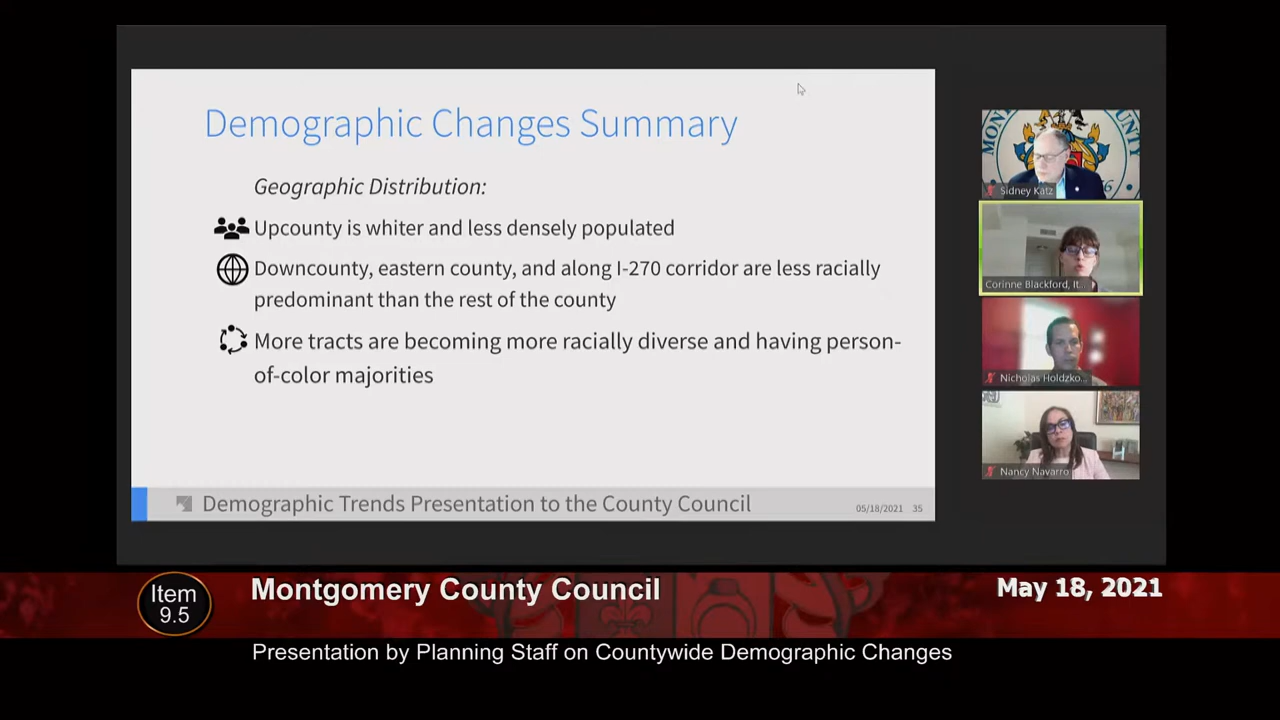 Demographic Changes Summary
Geographic Distribution:
Upcounty is whiter and less densely populated
Downcounty, eastern county, and along I-270 corridor are less racially
predominant than the rest of the county
More tracts are becoming more racially diverse and having person-
of-color majorities
Demographic Trends Presentation to the County Council
05/18/2021 35
Sidney Katz
Corinne Blackford, It...
Nicholas Holdzko...
Nancy Navarro
Item
9.5
Montgomery County Council
May 18, 2021
Presentation by Planning Staff on Countywide Demographic Changes